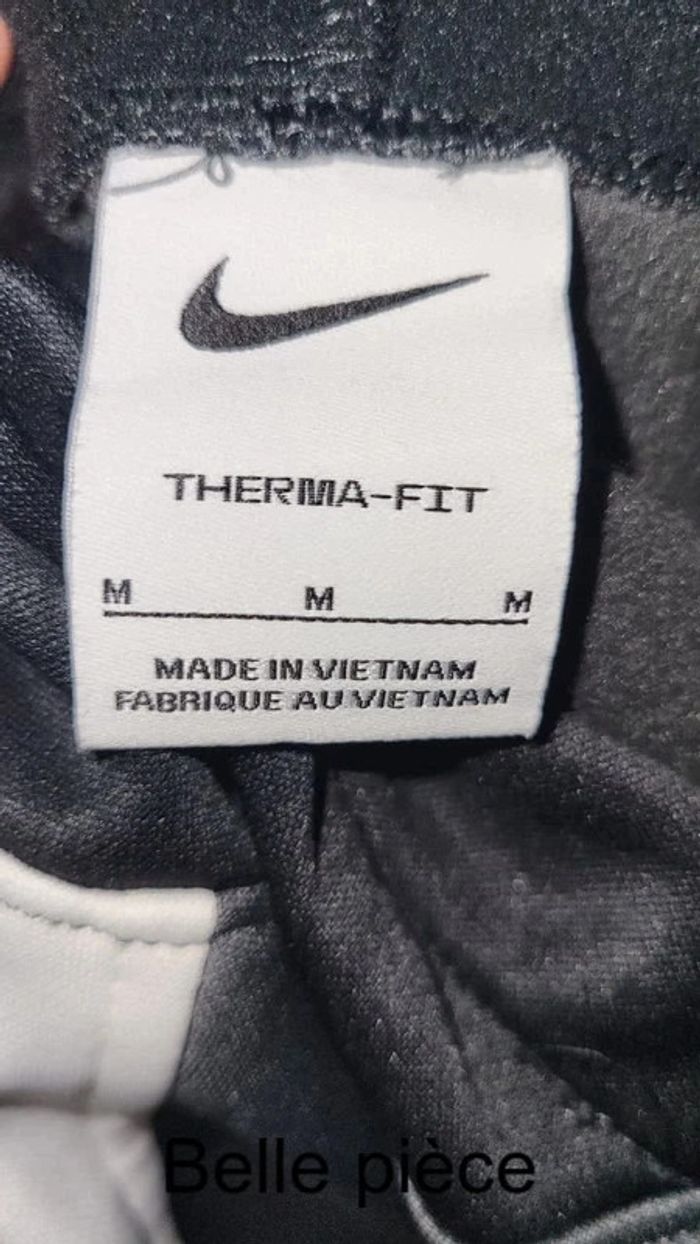 THERMA-FIT
M M M
MADE IN VIETNAM
FABRIQUE AU VIETNAM
Belle pièce